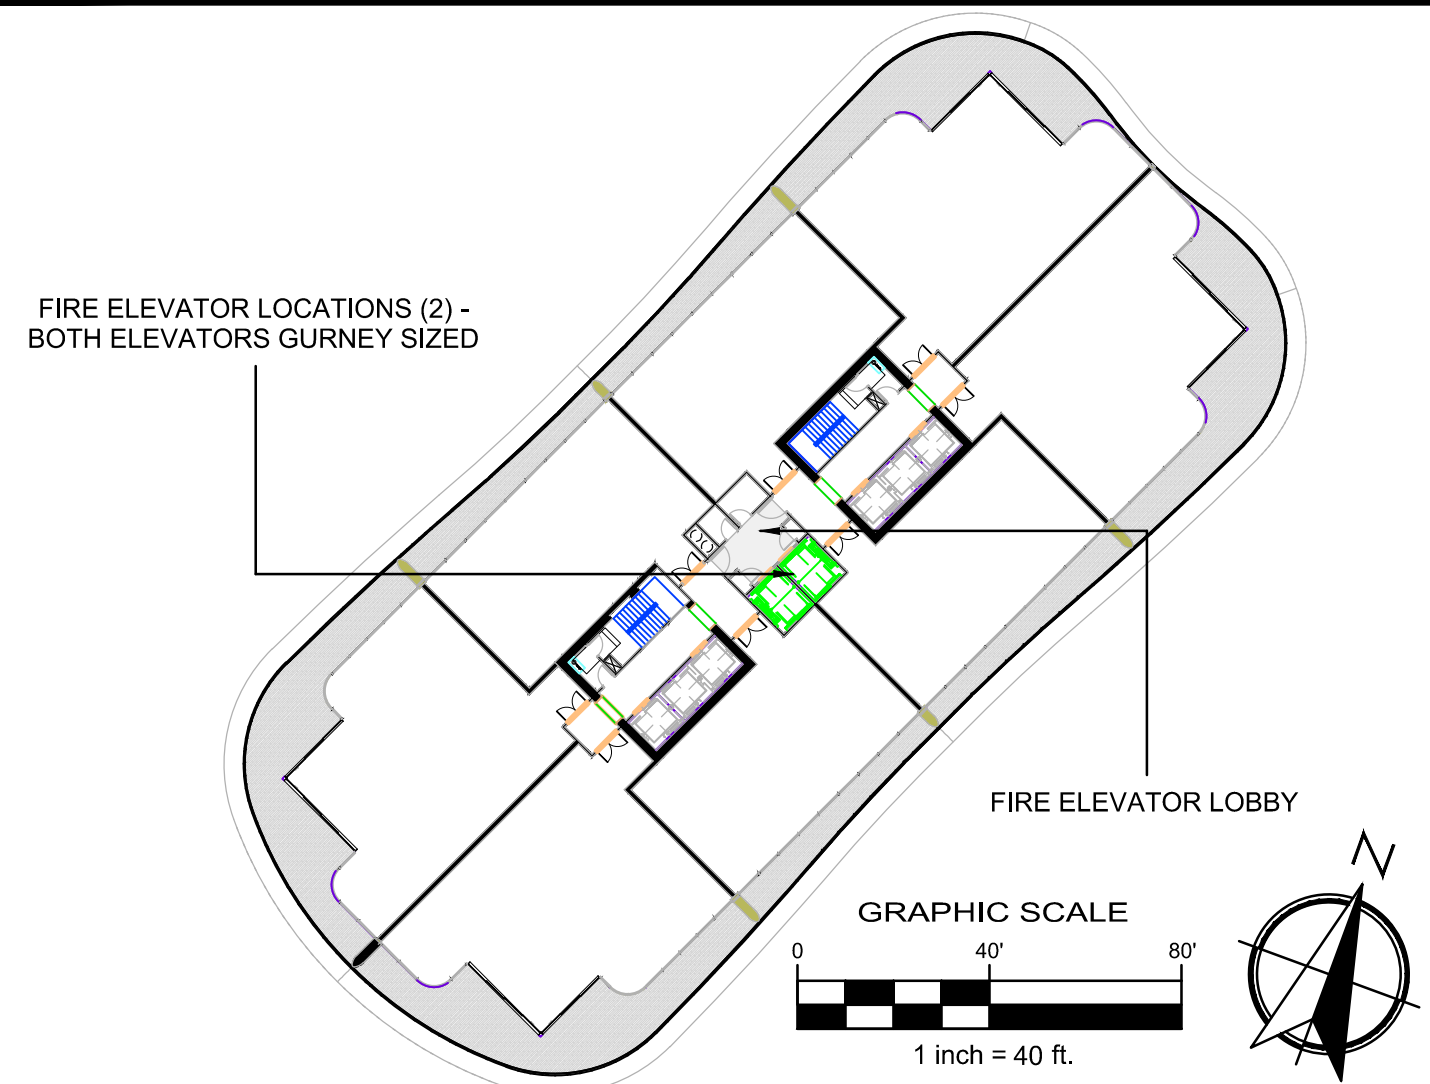 FIRE ELEVATOR LOCATIONS (2) -
BOTH ELEVATORS GURNEY SIZED
FIRE ELEVATOR LOBBY
N
GRAPHIC SCALE
0 40' 80'
1 inch = 40 ft.